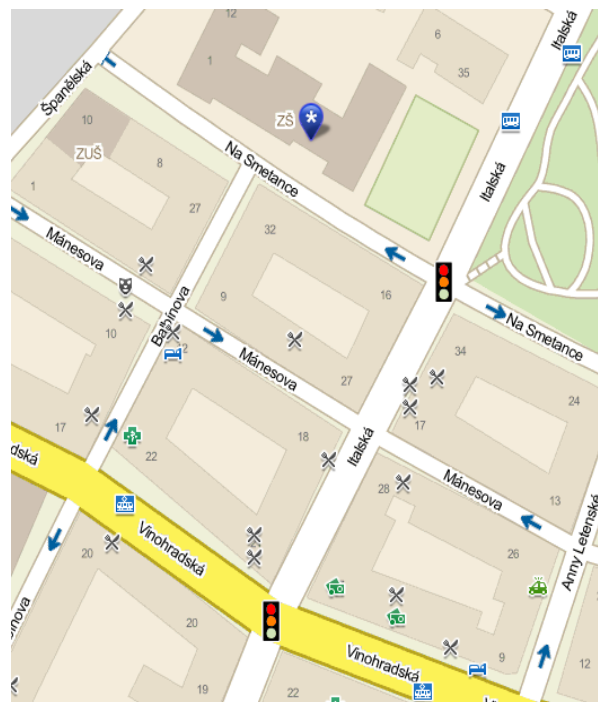 12
6
Italská
Španělská
1
35
ZŠ
10
ZUŠ
Na Smetance
Italská
8
1
27
32
Mánesova
16
9
Na Smetance
10
Balbínova
34
Mánesova
27
24
17
17
18
Italská
22
Mánesova
28
13
Vinohradská
26
Anny Letenské
20
20
9
12
Vinohradská
19
22